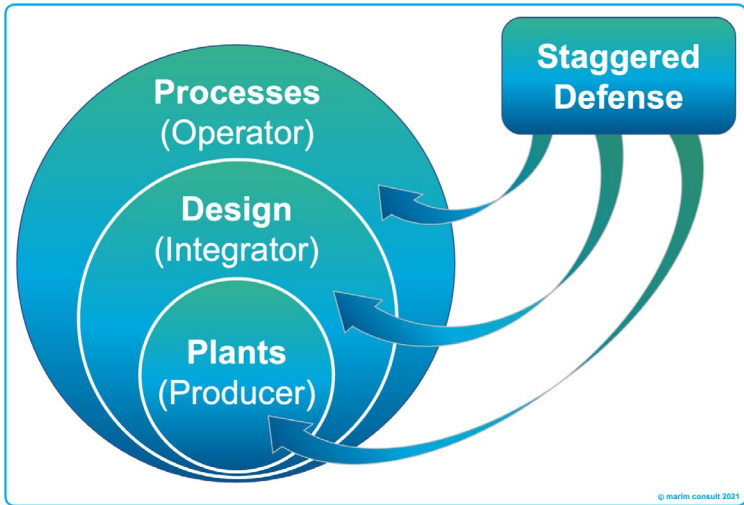 Staggered
Defense
Processes
(Operator)
Design
(Integrator)
Plants
(Producer)
© marim consult 2021